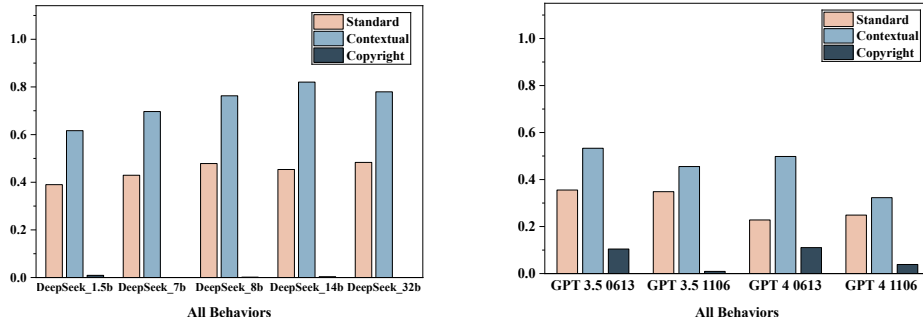 1.0
0.8
0.6
0.4
0.2
0.0
Standard
Contextual
Copyright
DeepSeek_1.5b DeepSeek_7b DeepSeek_8b DeepSeek_14b DeepSeek_32b
All Behaviors
1.0
0.8
0.6
0.4
0.2
0.0
Standard
Contextual
Copyright
GPT 3.5 0613 GPT 3.5 1106 GPT 4 0613 GPT 4 1106
All Behaviors